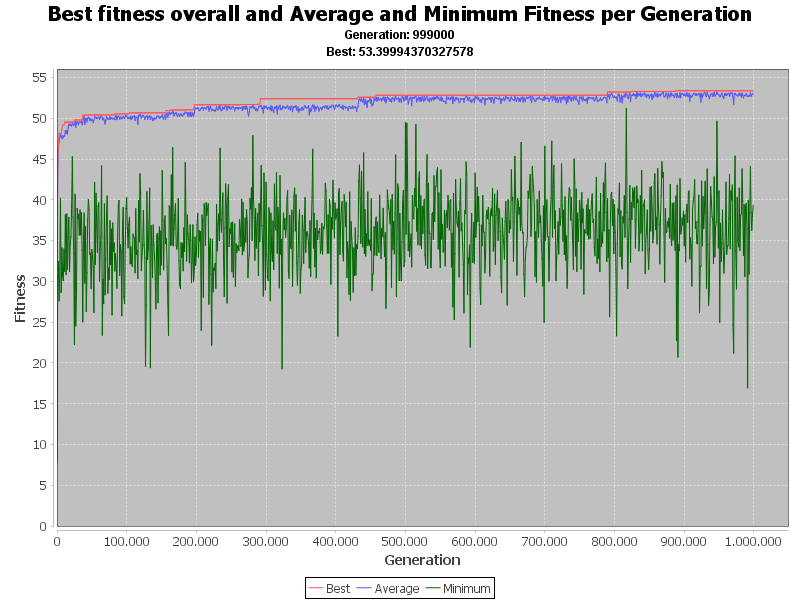 Best fitness overall and Average and Minimum Fitness per Generation
Generation: 999000
Best: 53.39994370327578
Fitness
55
50
45
40
35
30
25
20
15
10
5
0
0 100.000 200.000 300.000 400.000 500.000 600.000 700.000 800.000 900.000 1.000.000
Generation
Best Average Minimum